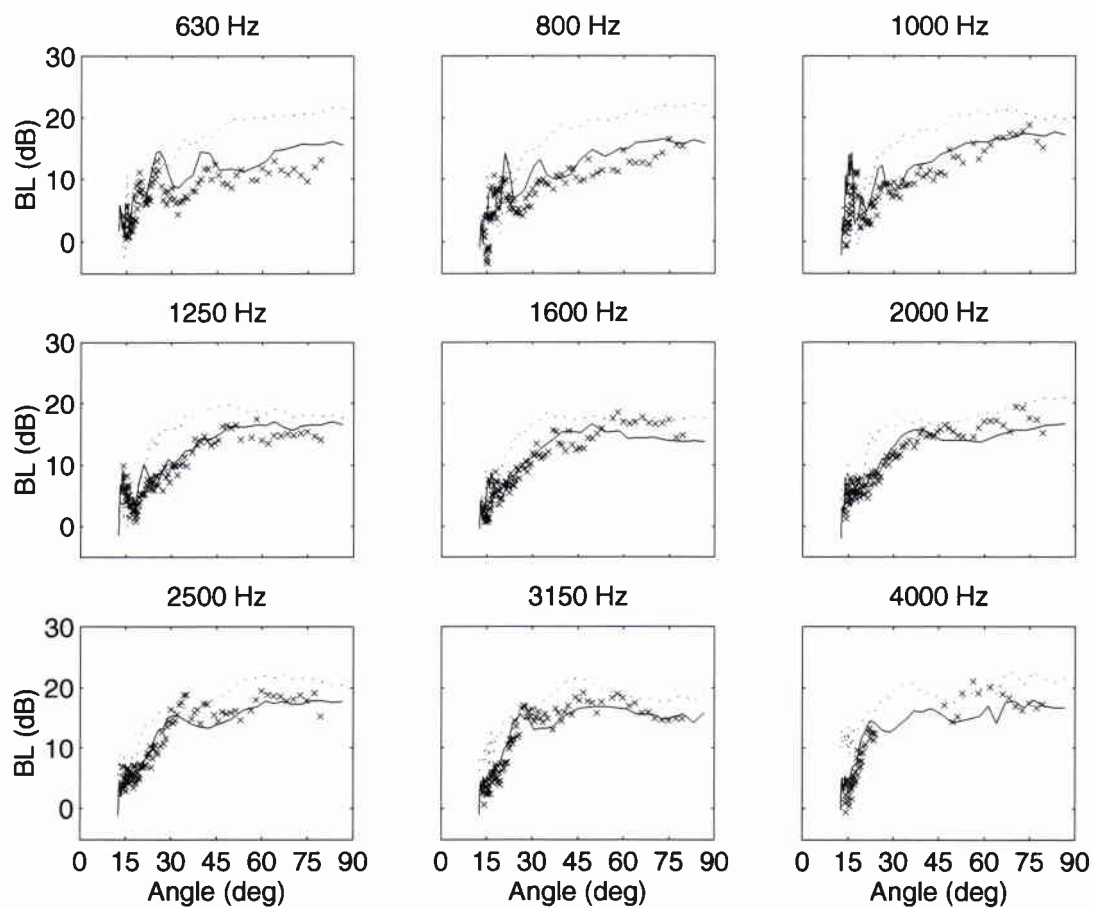 630 Hz
800 Hz
1000 Hz
30
20
10
0
BL (dB)
1250 Hz
1600 Hz
2000 Hz
30
20
10
0
BL (dB)
2500 Hz
3150 Hz
4000 Hz
30
20
10
0
BL (dB)
0 15 30 45 60 75 90
0 15 30 45 60 75 90
0 15 30 45 60 75 90
Angle (deg)
Angle (deg)
Angle (deg)